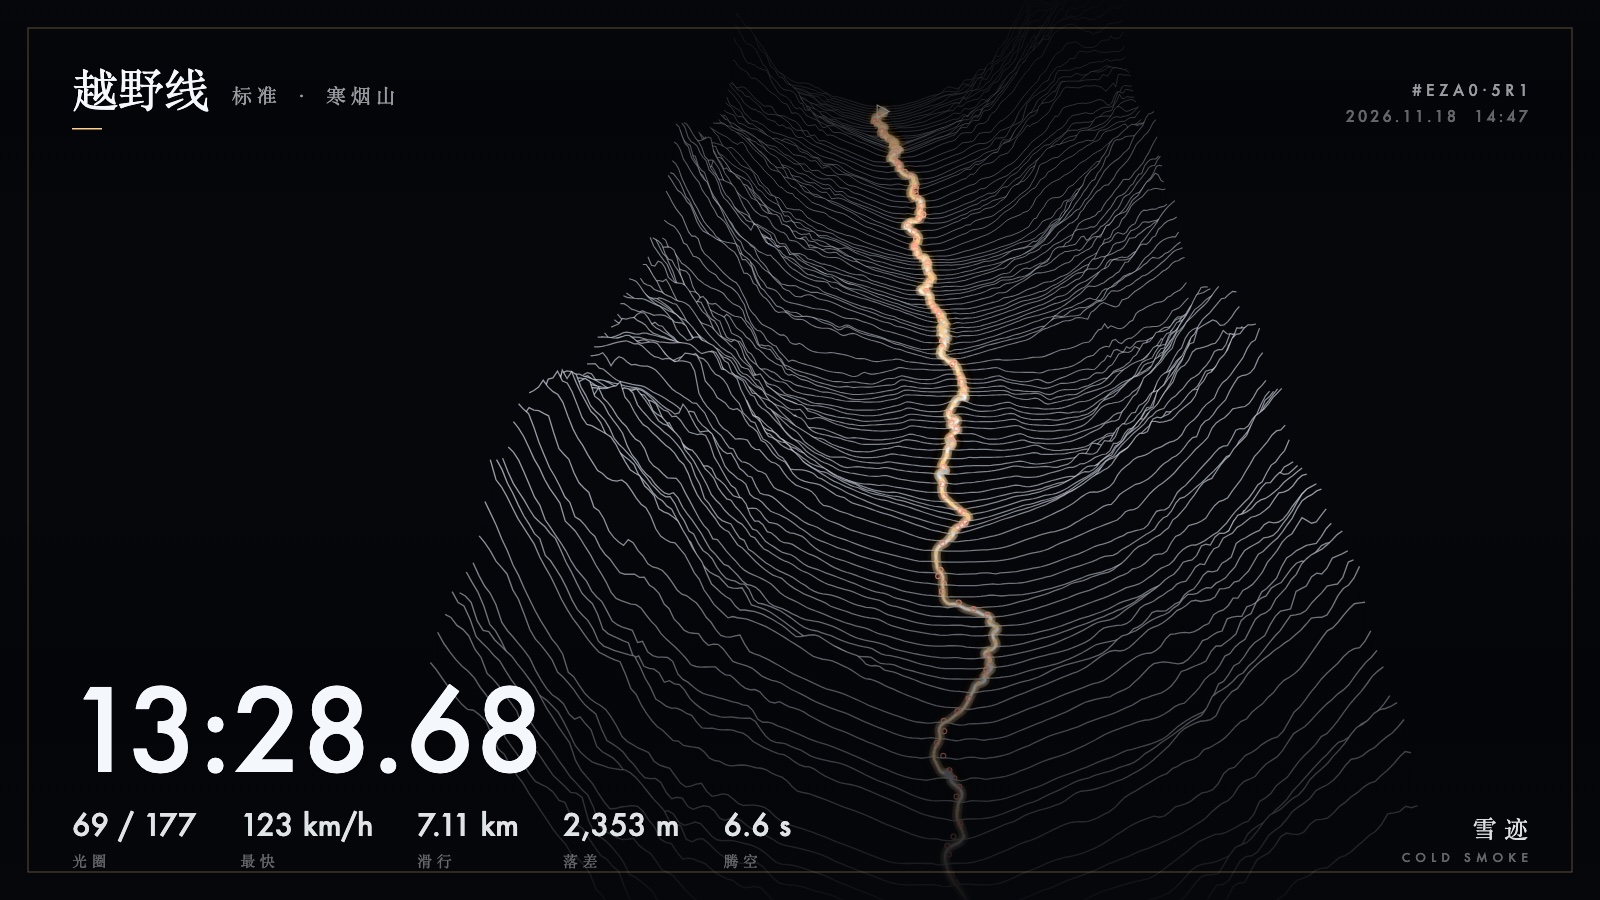 越野线 标准 · 寒烟山
#EZA0·5R1
2026.11.18 14:47
13:28.68
69 / 177 123 km/h 7.11 km 2,353 m 6.6 s
光圈 最快 滑行 落差 腾空
雪迹
COLD SMOKE